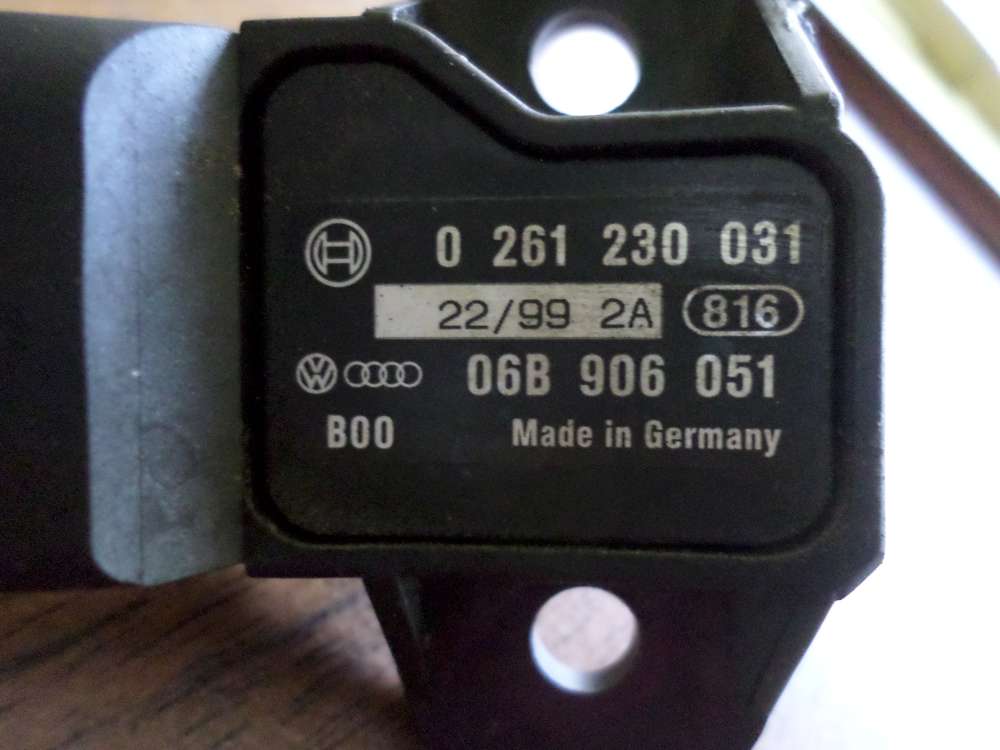 0 261 230 031
22/99 2A 816
06B 906 051
B00 Made in Germany